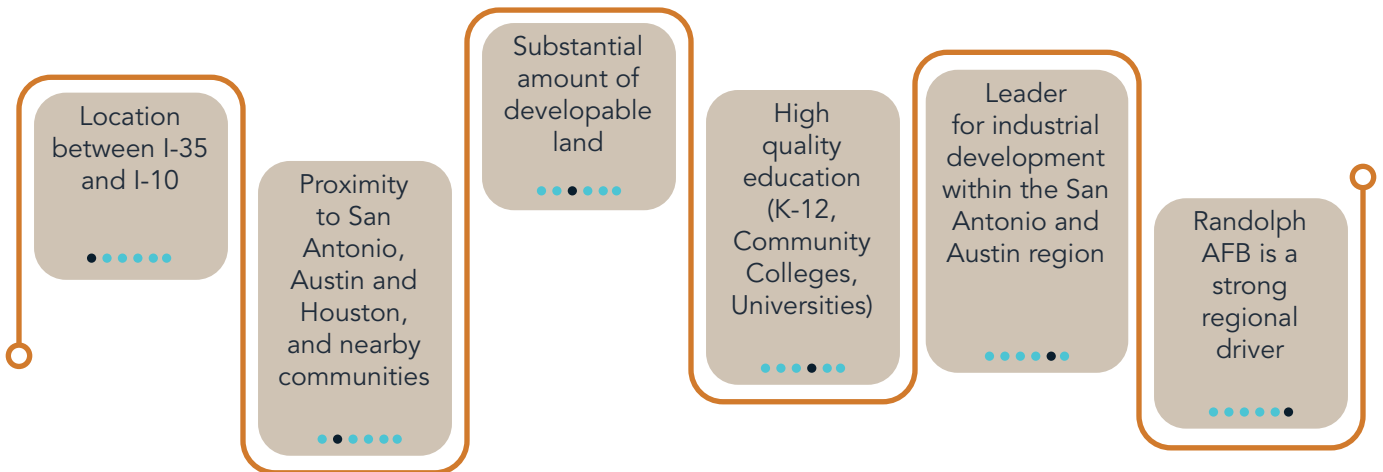 Location
between I-35
and I-10
Proximity
to San
Antonio,
Austin and
Houston,
and nearby
communities
Substantial
amount of
developable
land
High
quality
education
(K-12,
Community
Colleges,
Universities)
Leader
for industrial
development
within the San
Antonio and
Austin region
Randolph
AFB is a
strong
regional
driver